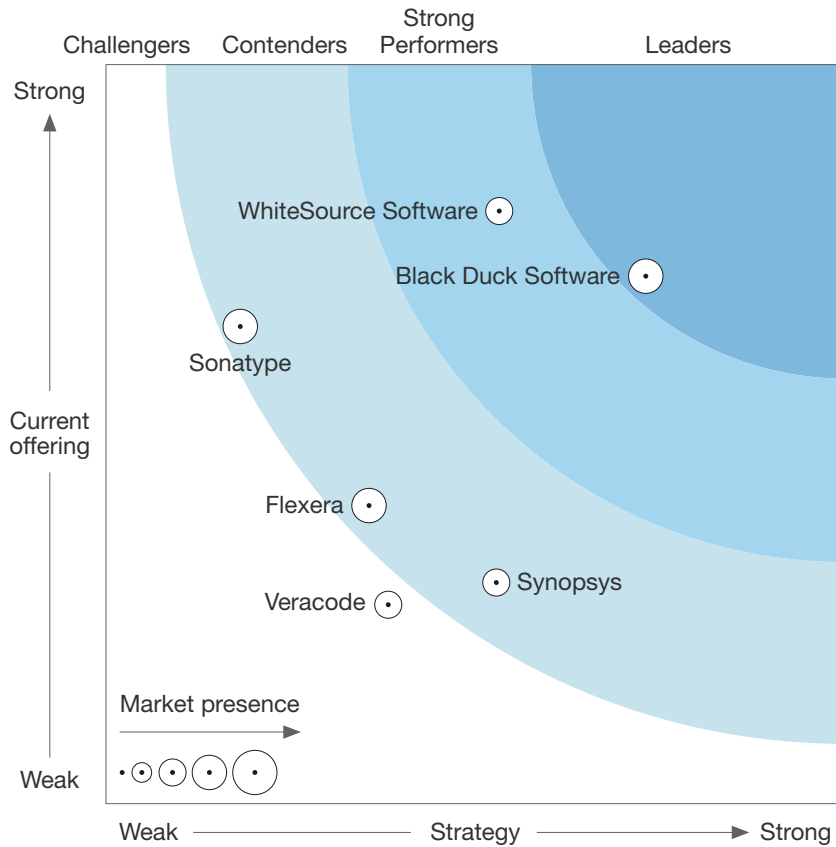 Challengers
Contenders
Strong
Performers
Leaders
Strong
WhiteSource Software
Black Duck Software
Sonatype
Current
offering
Flexera
Synopsys
Veracode
Market presence
Weak
Weak
Strategy
Strong